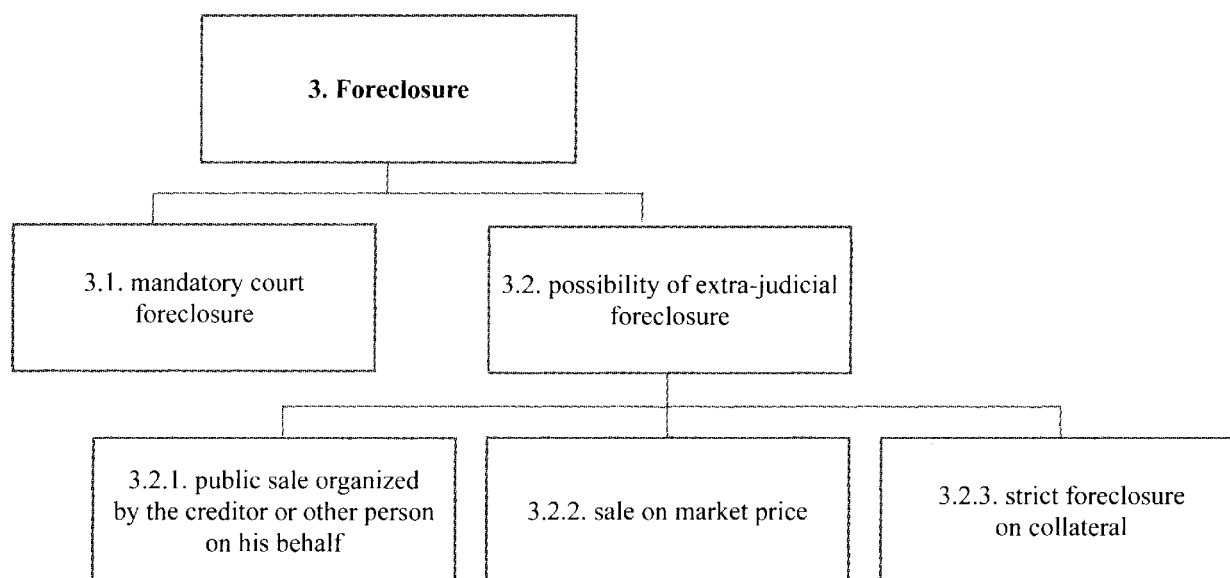 3. Foreclosure
3.1. mandatory court
foreclosure
3.2. possibility of extra-judicial
foreclosure
3.2.1. public sale organized
by the creditor or other person
on his behalf
3.2.2. sale on market price
3.2.3. strict foreclosure
on collateral